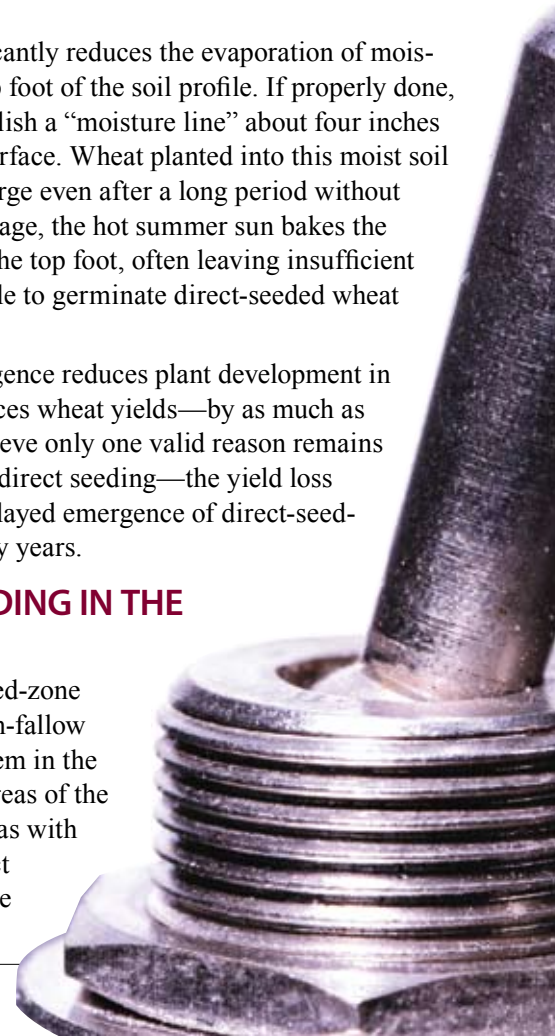 cantly reduces the evaporation of mois-
foot of the soil profile. If properly done,
lish a “moisture line” about four inches
rface. Wheat planted into this moist soil
rge even after a long period without
age, the hot summer sun bakes the
he top foot, often leaving insufficient
le to germinate direct-seeded wheat
gence reduces plant development in
ces wheat yields—by as much as
eve only one valid reason remains
direct seeding—the yield loss
layed emergence of direct-seed-
y years.
DING IN THE
ed-zone
n-fallow
em in the
reas of the
as with
ct
e